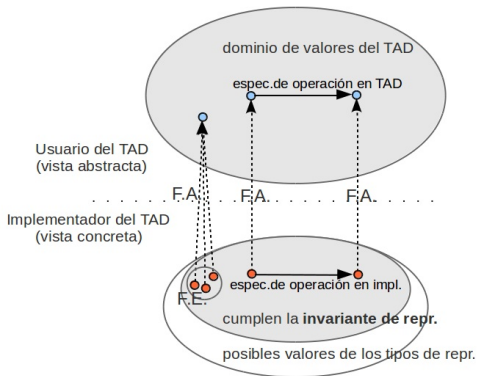 dominio de valores del TAD
espec.de operación en TAD
Usuario del TAD
(vista abstracta)
F.A. F.A. F.A.
Implementador del TAD
(vista concreta)
espec.de operación en impl.
F.E.
cumplen la invariante de repr.
posibles valores de los tipos de repr.